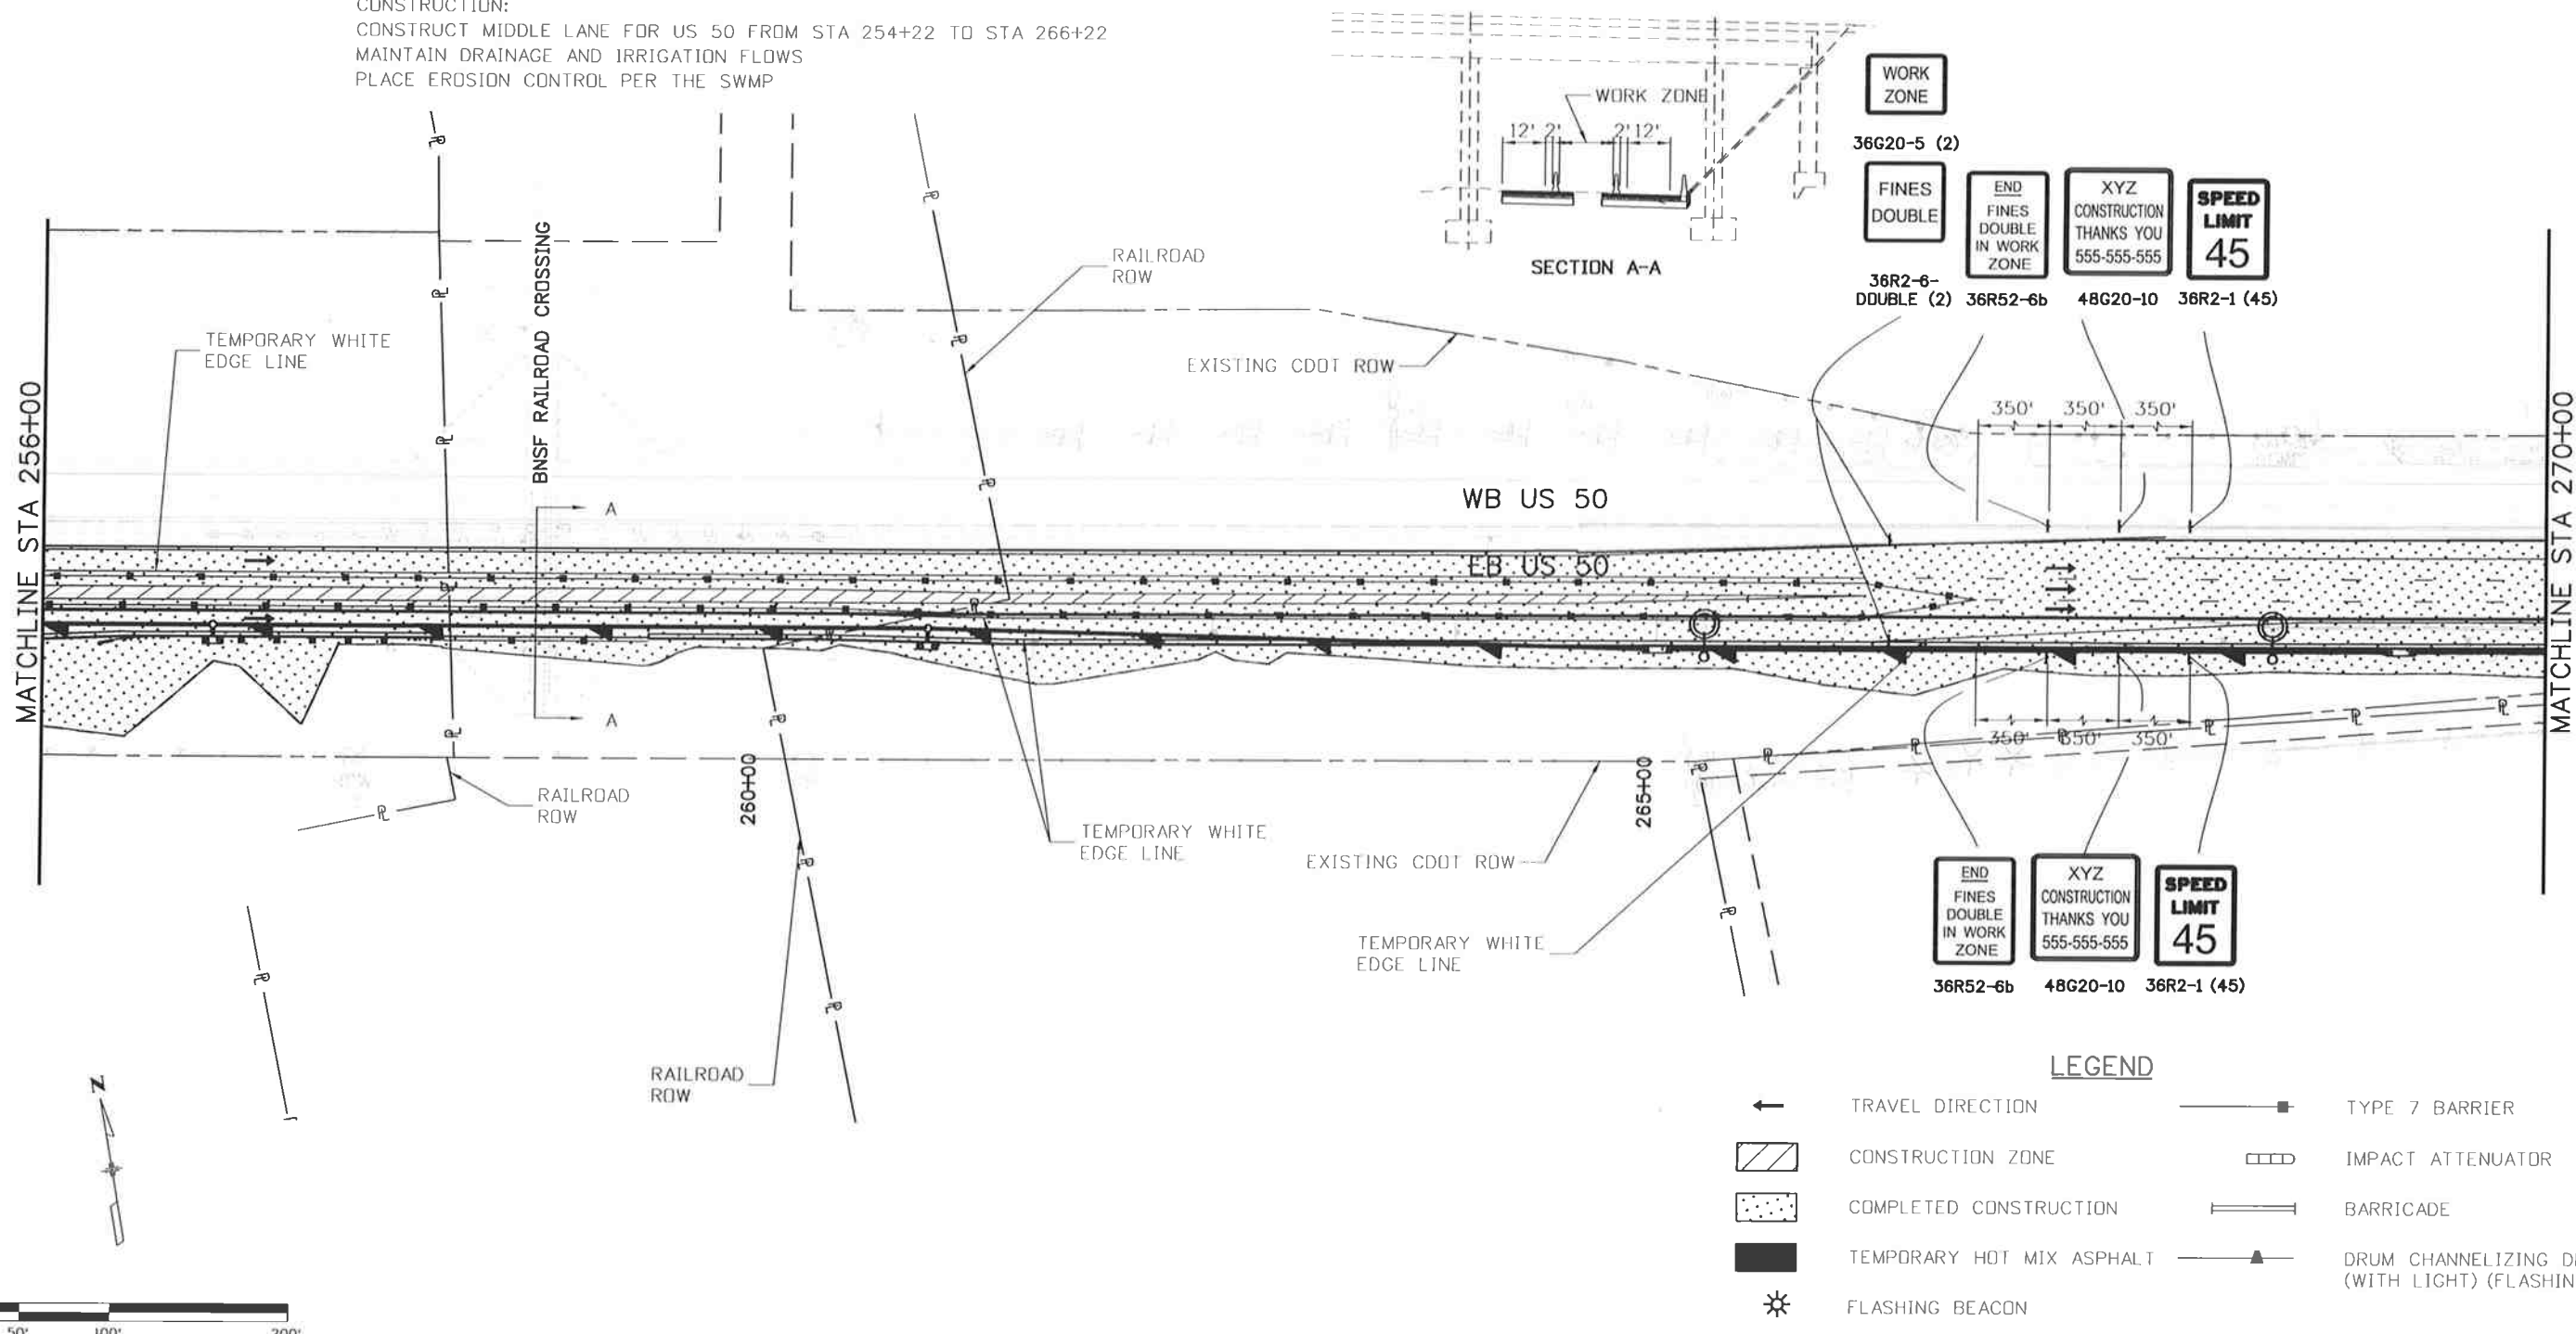 CONSTRUCTION:
CONSTRUCT MIDDLE LANE FOR US 50 FROM STA 254+22 TO STA 266+22
MAINTAIN DRAINAGE AND IRRIGATION FLOWS
PLACE EROSION CONTROL PER THE SWMP
WORK ZONE
12' 2' 2' 12'
SECTION A-A
WORK
ZONE
36G20-5 (2)
FINES
DOUBLE
36R2-6-
DOUBLE (2)
END
FINES
DOUBLE
IN WORK
ZONE
36R52-6b
XYZ
CONSTRUCTION
THANKS YOU
555-555-555
48G20-10
SPEED
LIMIT
45
36R2-1 (45)
MATCHLINE STA 256+00
TEMPORARY WHITE
EDGE LINE
BNSF RAILROAD CROSSING
RAILROAD
ROW
EXISTING CDOT ROW
350' 350' 350'
MATCHLINE STA 270+00
A
WB US 50
EB US 50
A
350' 350' 350'
RAILROAD
ROW
260+00
TEMPORARY WHITE
EDGE LINE
EXISTING CDOT ROW
265+00
TEMPORARY WHITE
EDGE LINE
END
FINES
DOUBLE
IN WORK
ZONE
36R52-6b
XYZ
CONSTRUCTION
THANKS YOU
555-555-555
48G20-10
SPEED
LIMIT
45
36R2-1 (45)
RAILROAD
ROW
N
LEGEND
TRAVEL DIRECTION
CONSTRUCTION ZONE
COMPLETED CONSTRUCTION
TEMPORARY HOT MIX ASPHALT
FLASHING BEACON
TYPE 7 BARRIER
IMPACT ATTENUATOR
BARRICADE
DRUM CHANNELIZING
(WITH LIGHT)
50' 100' 200'